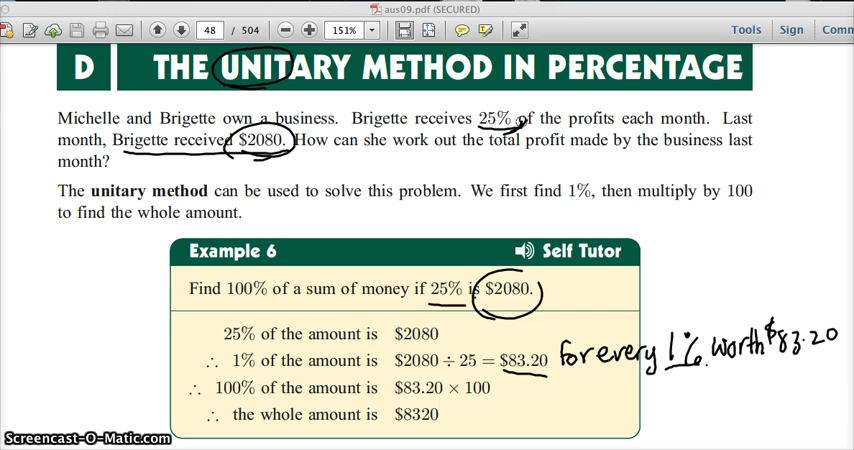 aus09.pdf (SECURED)
48 / 504
151%
Tools Sign Comment
D THE UNITARY METHOD IN PERCENTAGE
Michelle and Brigette own a business. Brigette receives 25% of the profits each month. Last
month, Brigette received $2080. How can she work out the total profit made by the business last
month?
The unitary method can be used to solve this problem. We first find 1%, then multiply by 100
to find the whole amount.
Example 6 Self Tutor
Find 100% of a sum of money if 25% is $2080.
25% of the amount is $2080
∴ 1% of the amount is $2080 ÷ 25 = $83.20 for every 1% worth $83.20
∴ 100% of the amount is $83.20 × 100
∴ the whole amount is $8320
Screencast-O-Matic.com